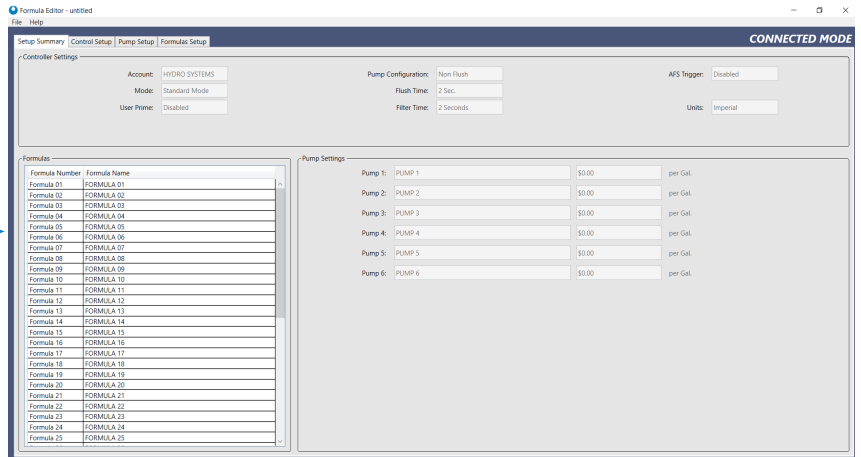 Formula Editor - untitled
File Help
Setup Summary Control Setup Pump Setup Formulas Setup
CONNECTED MODE
Controller Settings
Account: HYDRO SYSTEMS Pump Configuration: Non Flush AFS Trigger: Disabled
Mode: Standard Mode Flush Time: 2 Sec.
User Prime: Disabled Filter Time: 2 Seconds Units: Imperial
Formulas
Formula Number Formula Name
Formula 01 FORMULA 01
Formula 02 FORMULA 02
Formula 03 FORMULA 03
Formula 04 FORMULA 04
Formula 05 FORMULA 05
Formula 06 FORMULA 06
Formula 07 FORMULA 07
Formula 08 FORMULA 08
Formula 09 FORMULA 09
Formula 10 FORMULA 10
Formula 11 FORMULA 11
Formula 12 FORMULA 12
Formula 13 FORMULA 13
Formula 14 FORMULA 14
Formula 15 FORMULA 15
Formula 16 FORMULA 16
Formula 17 FORMULA 17
Formula 18 FORMULA 18
Formula 19 FORMULA 19
Formula 20 FORMULA 20
Formula 21 FORMULA 21
Formula 22 FORMULA 22
Formula 23 FORMULA 23
Formula 24 FORMULA 24
Formula 25 FORMULA 25
Pump Settings
Pump 1: PUMP 1 $0.00 per Gal.
Pump 2: PUMP 2 $0.00 per Gal.
Pump 3: PUMP 3 $0.00 per Gal.
Pump 4: PUMP 4 $0.00 per Gal.
Pump 5: PUMP 5 $0.00 per Gal.
Pump 6: PUMP 6 $0.00 per Gal.